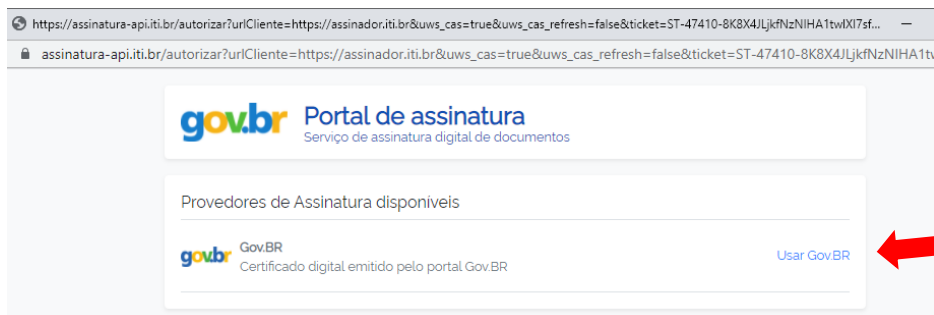 https://assinatura-api.iti.br/autorizar?urlCliente=https://assinador.iti.br&uws_cas=true&uws_cas_refresh=false&ticket=ST-47410-8K8X4JLjkfNzNIHA1twIXI7sf...
assinatura-api.iti.br/autorizar?urlCliente=https://assinador.iti.br&uws_cas=true&uws_cas_refresh=false&ticket=ST-47410-8K8X4JLjkfNzNIHA1tw
gov.br Portal de assinatura
Serviço de assinatura digital de documentos
Provedores de Assinatura disponíveis
gov.br Gov.BR
Certificado digital emitido pelo portal Gov.BR
Usar Gov.BR